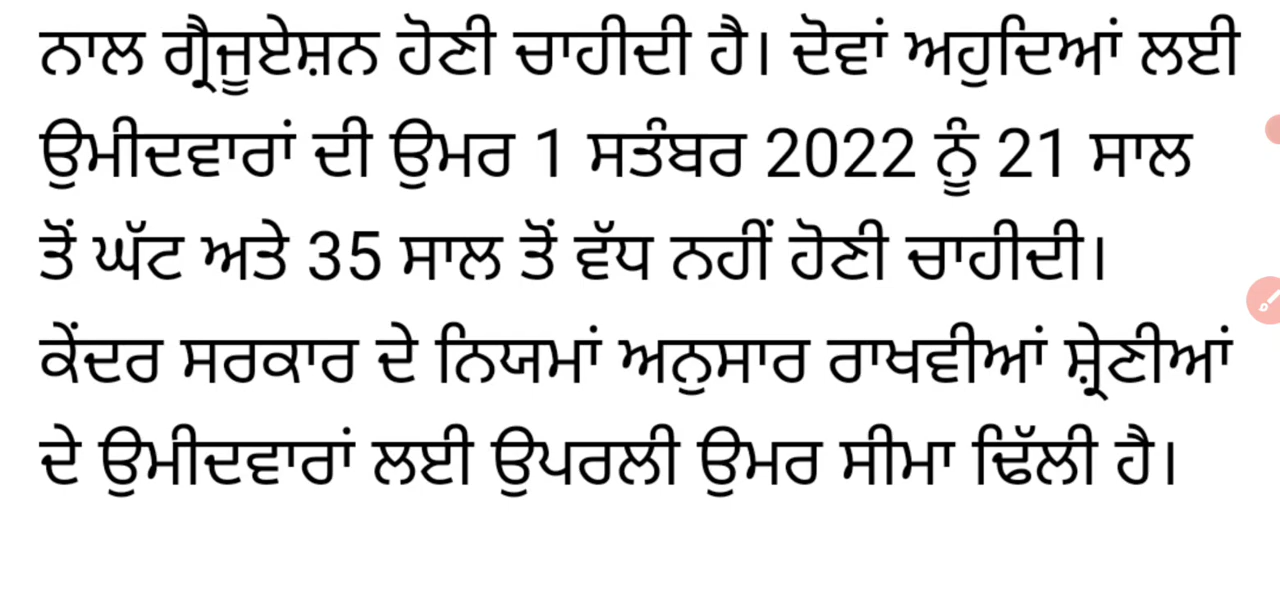 ਨਾਲ ਗ੍ਰੈਜੂਏਸ਼ਨ ਹੋਣੀ ਚਾਹੀਦੀ ਹੈ। ਦੋਵਾਂ ਅਹੁਦਿਆਂ ਲਈ
ਉਮੀਦਵਾਰਾਂ ਦੀ ਉਮਰ 1 ਸਤੰਬਰ 2022 ਨੂੰ 21 ਸਾਲ
ਤੋਂ ਘੱਟ ਅਤੇ 35 ਸਾਲ ਤੋਂ ਵੱਧ ਨਹੀਂ ਹੋਣੀ ਚਾਹੀਦੀ।
ਕੇਂਦਰ ਸਰਕਾਰ ਦੇ ਨਿਯਮਾਂ ਅਨੁਸਾਰ ਰਾਖਵੀਆਂ ਸ਼੍ਰੇਣੀਆਂ
ਦੇ ਉਮੀਦਵਾਰਾਂ ਲਈ ਉਪਰਲੀ ਉਮਰ ਸੀਮਾ ਢਿੱਲੀ ਹੈ।